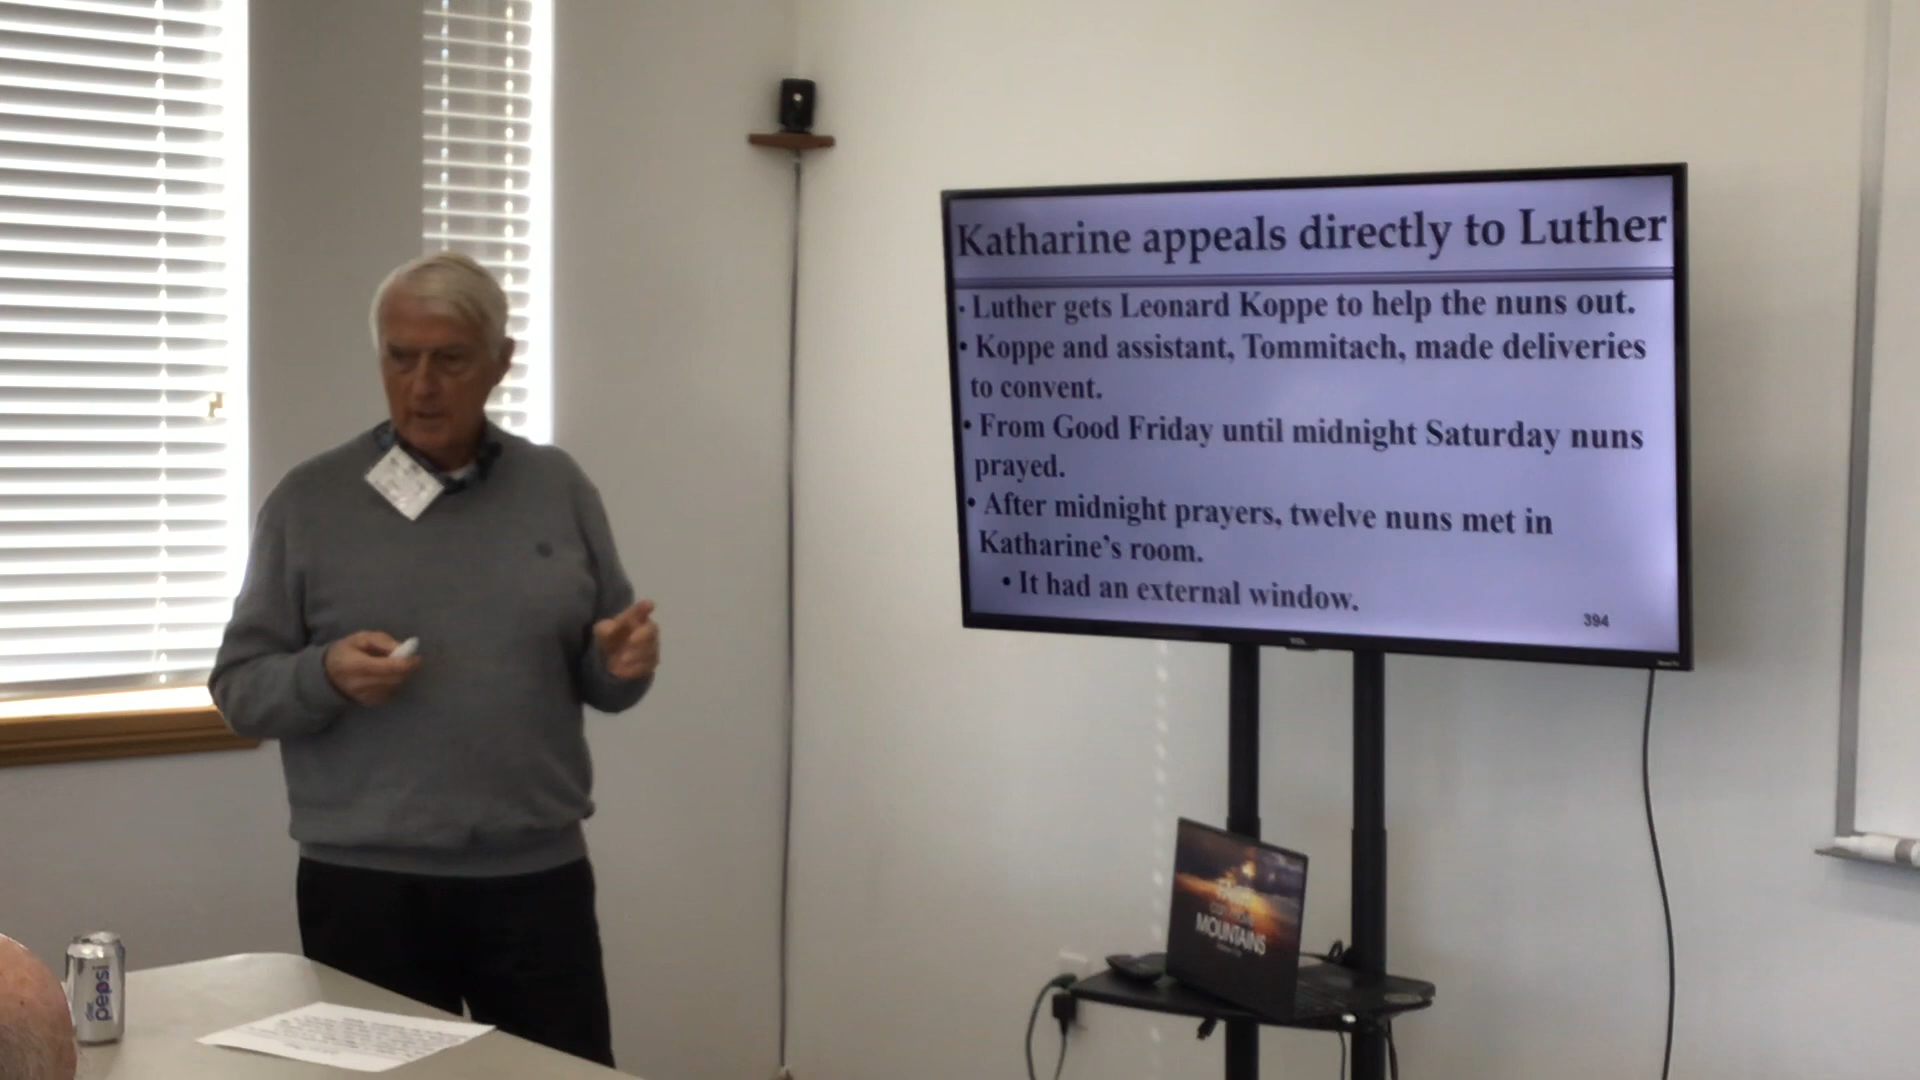 Katharine appeals directly to Luther
• Luther gets Leonard Koppe to help the nuns out.
• Koppe and assistant, Tommitach, made deliveries
to convent.
• From Good Friday until midnight Saturday nuns
prayed.
• After midnight prayers, twelve nuns met in
Katharine's room.
• It had an external window.
394
TCL
MOUNTAINS
diet
pepsi